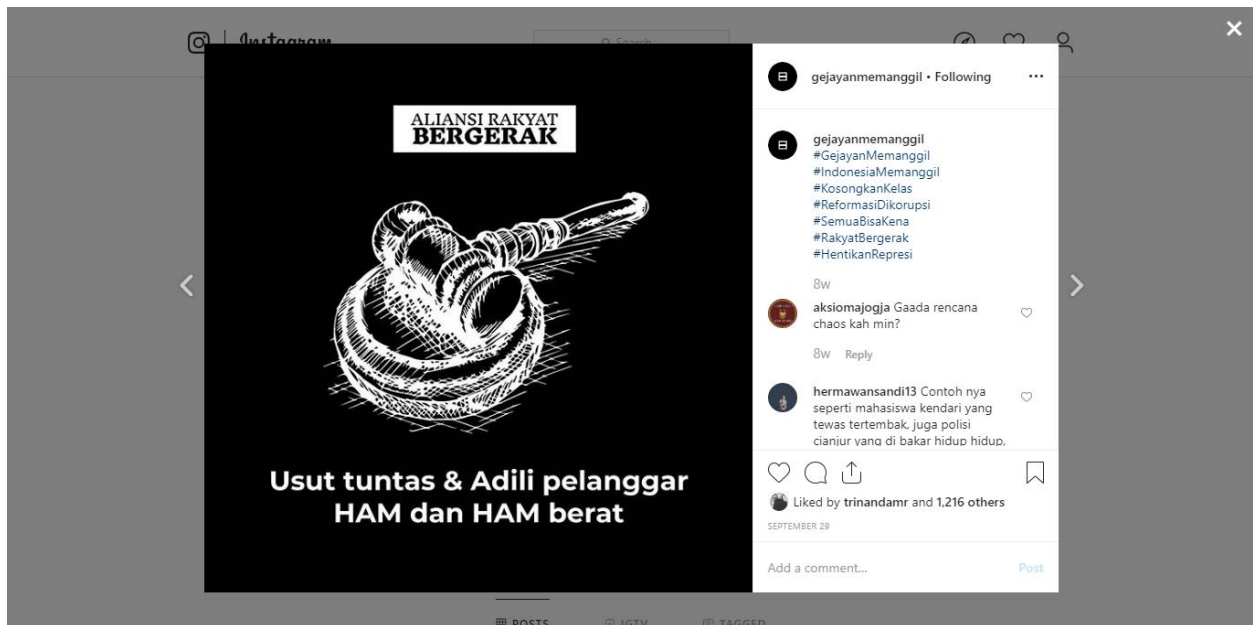 Instagram
Search
ALIANSI RAKYAT
BERGERAK
Usut tuntas & Adili pelanggar
HAM dan HAM berat
gejayanmemanggil • Following
gejayanmemanggil
#GejayanMemanggil
#IndonesiaMemanggil
#KosongkanKelas
#ReformasiDikorupsi
#SemuaBisaKena
#RakyatBergerak
#HentikanRepresi
8w
aksiomajogja Gaada rencana
chaos kah min?
8w Reply
hermawansandi13 Contoh nya
seperti mahasiswa kendari yang
tewas tertembak, juga polisi
cianjur yang di bakar hidup hidup,
Liked by trinandamr and 1,216 others
SEPTEMBER 29
Add a comment... Post
POSTS IGTV TAGGED